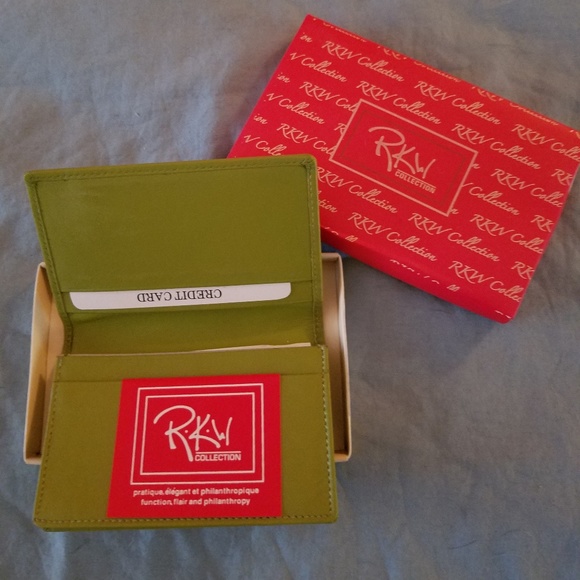 RKW Collection
RKW Collection
RKW Collection
RKW Collection
RKW Collection
RKW
COLLECTION
RKW Collection
RKW Collection
RKW Collection
RKW Collection
CREDIT CARD
R.K.W
COLLECTION
pratique,élégant et philanthropique
function,flair and philanthropy